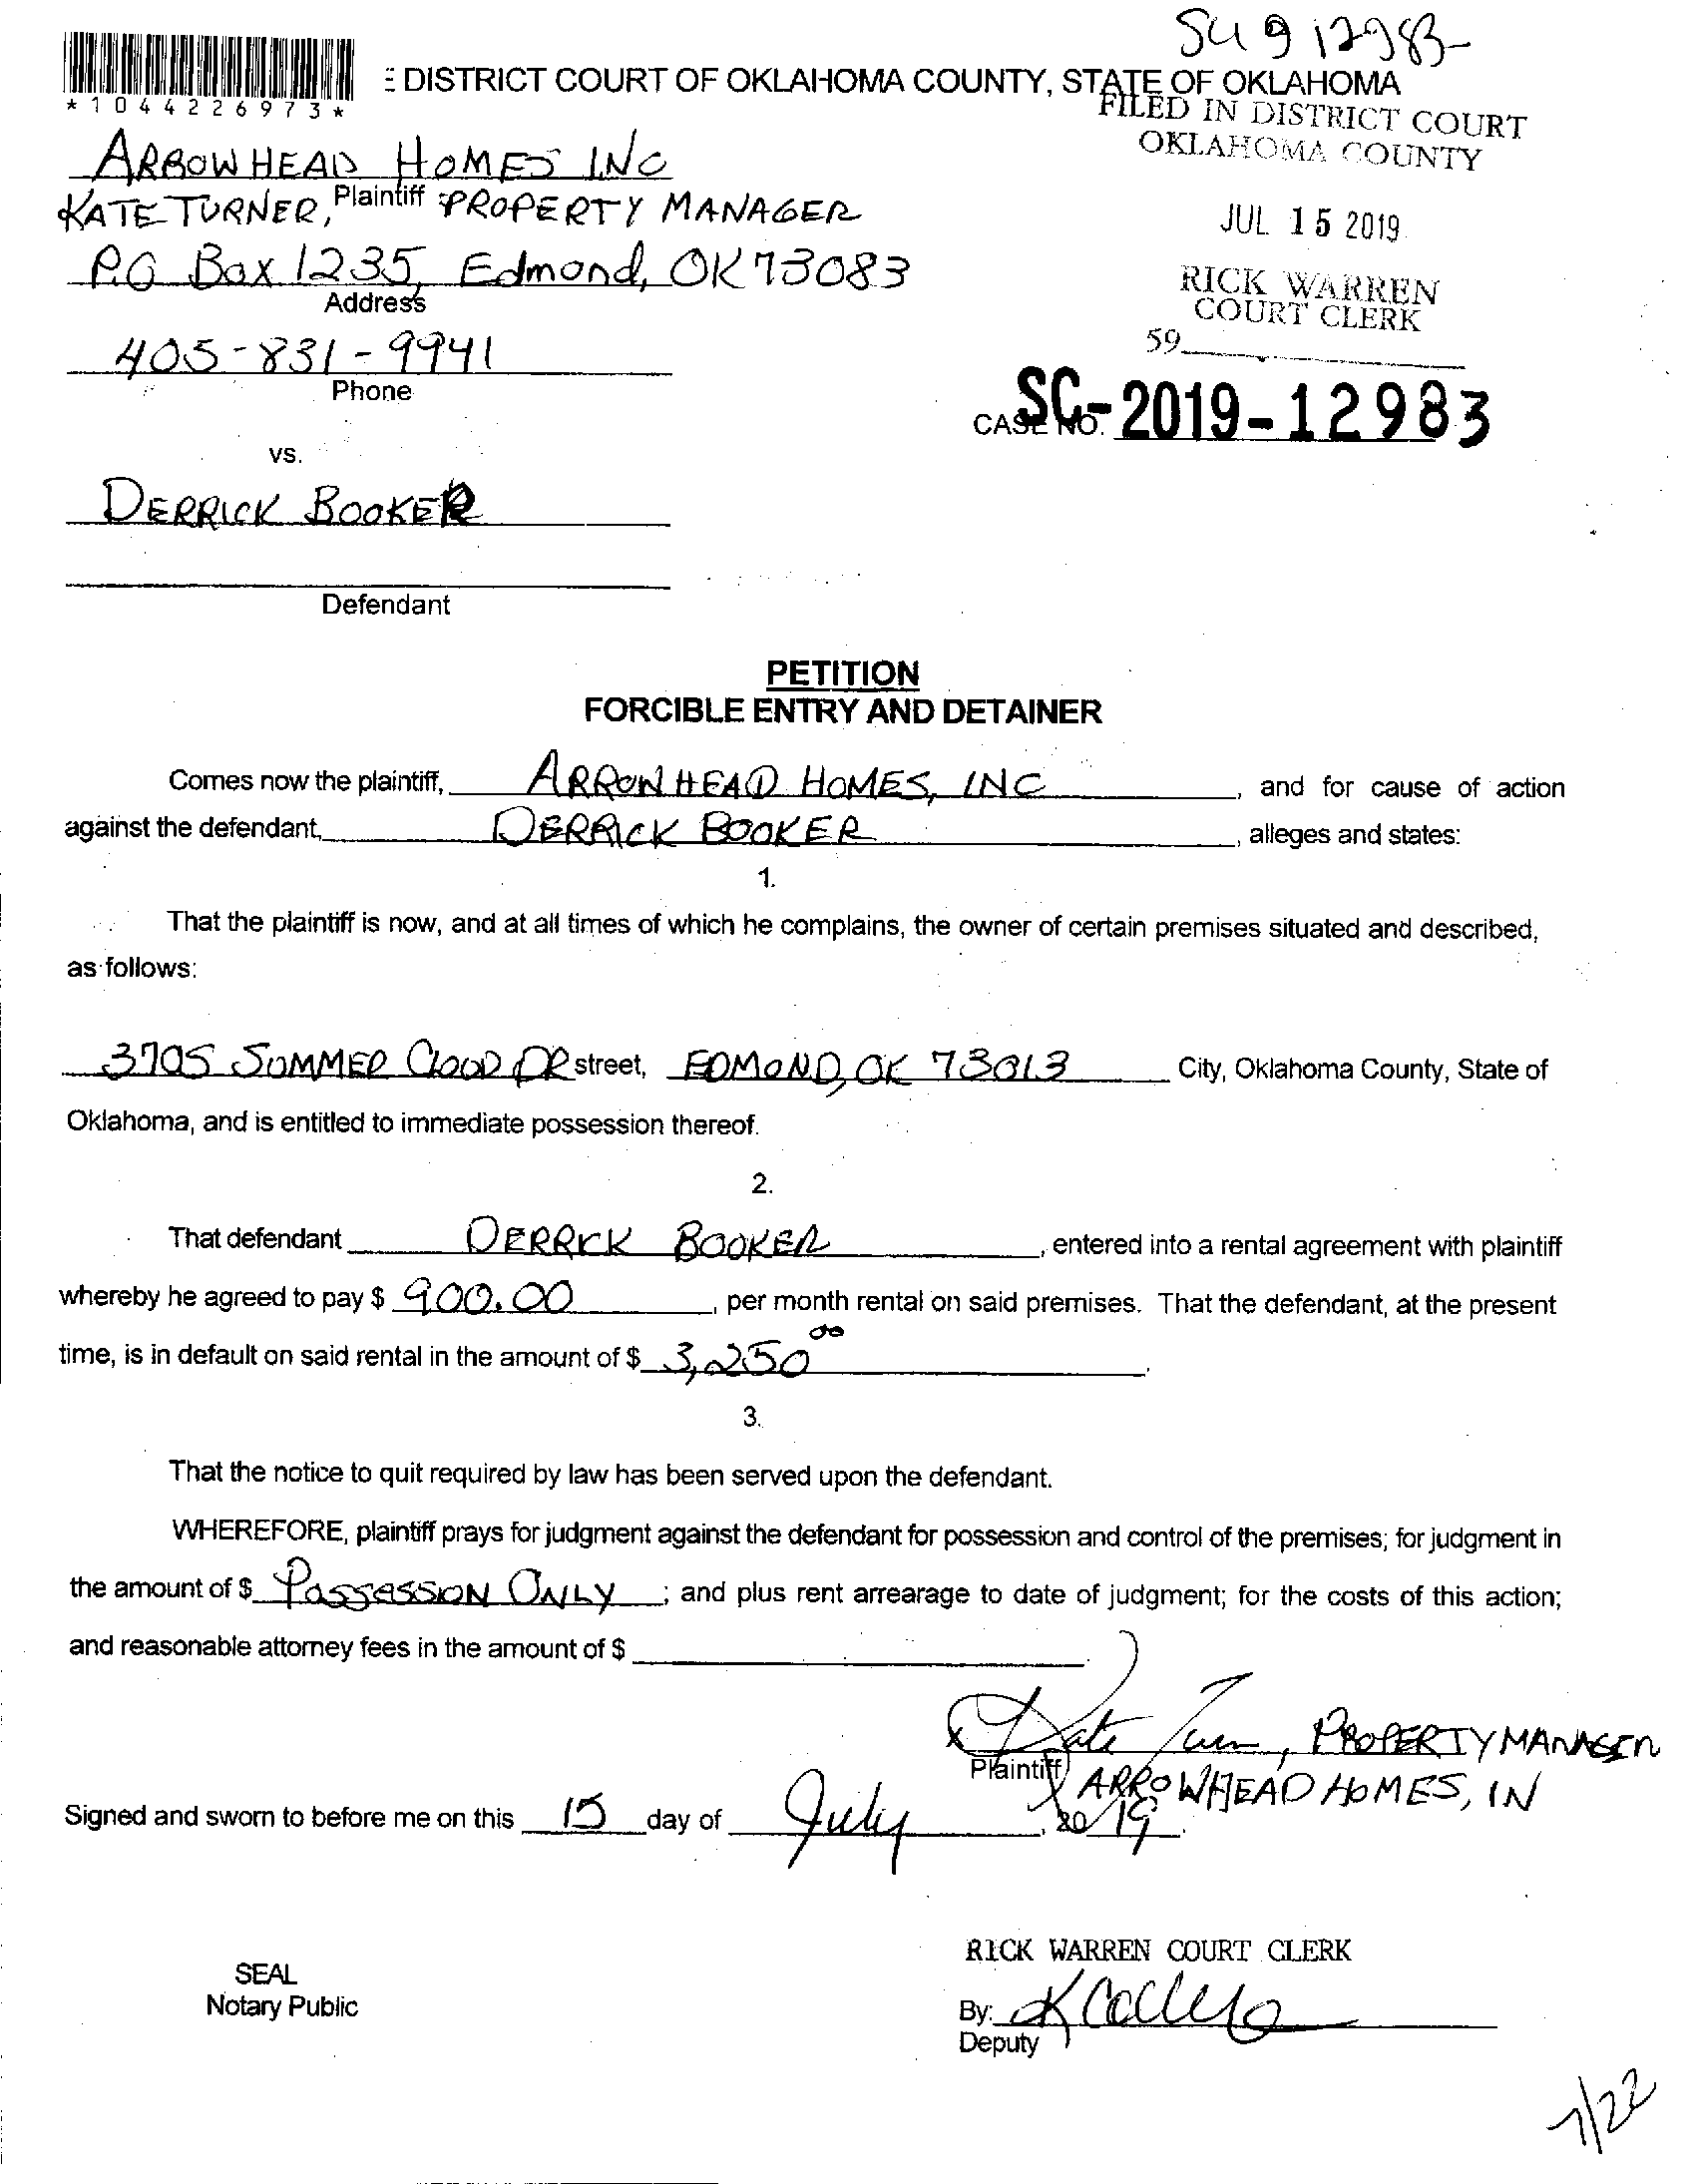 SC19 12983
*1044226973*
E DISTRICT COURT OF OKLAHOMA COUNTY, STATE OF OKLAHOMA
FILED IN DISTRICT COURT
OKLAHOMA COUNTY
ARROWHEAD HOMES INC
KATE TURNER, Plaintiff PROPERTY MANAGER
JUL 15 2019
P.O Box 1235, Edmond, OK 73083
Address
RICK WARREN
COURT CLERK
405-831-9941
Phone
59
CASE NO. SC-2019-12983
vs.
DERRICK BOOKER
Defendant
PETITION
FORCIBLE ENTRY AND DETAINER
Comes now the plaintiff, ARROWHEAD HOMES, INC, and for cause of action
against the defendant, DERRICK BOOKER, alleges and states:
1.
That the plaintiff is now, and at all times of which he complains, the owner of certain premises situated and described,
as follows:
3705 SUMMER CLOUD DR street, EDMOND, OK 73013 City, Oklahoma County, State of
Oklahoma, and is entitled to immediate possession thereof.
2.
That defendant DERRICK BOOKER, entered into a rental agreement with plaintiff
whereby he agreed to pay $ 900.00, per month rental on said premises. That the defendant, at the present
time, is in default on said rental in the amount of $ 3,250 00.
3.
That the notice to quit required by law has been served upon the defendant.
WHEREFORE, plaintiff prays for judgment against the defendant for possession and control of the premises; for judgment in
the amount of $ POSSESSION ONLY; and plus rent arrearage to date of judgment; for the costs of this action;
and reasonable attorney fees in the amount of $
x Kate Turner, PROPERTY MANAGER
Plaintiff ARROWHEAD HOMES, IN
Signed and sworn to before me on this 15 day of July, 2019.
RICK WARREN COURT CLERK
SEAL
Notary Public
By:
Deputy
7/22